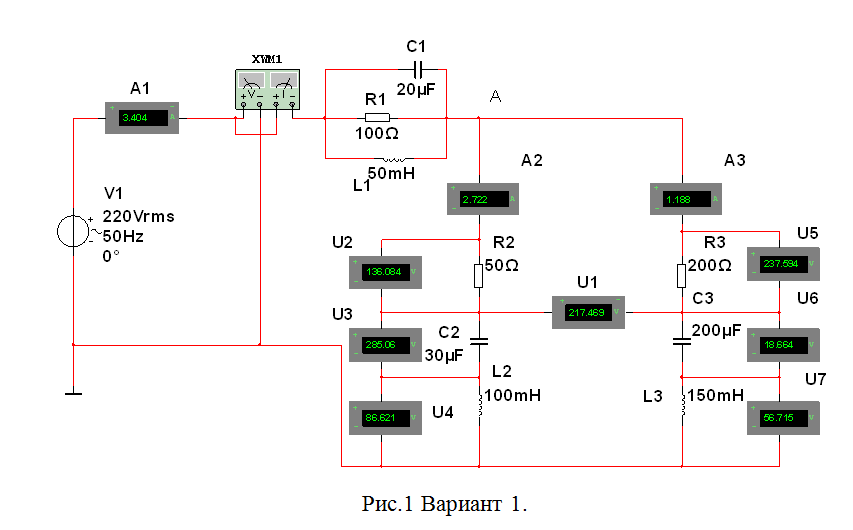 XWM1
C1
20µF
A1
3.404
A
V
I
R1
100Ω
A
50mH
L1
A2
2.722
A
A3
1.188
A
V1
220Vrms
50Hz
0°
U2
136.084
V
R2
50Ω
R3
200Ω
U5
237.594
V
U1
217.469
V
U3
285.06
V
C2
30µF
C3
200µF
U6
18.664
V
L2
100mH
U4
86.621
V
L3
150mH
U7
56.715
V
Рис.1 Вариант 1.